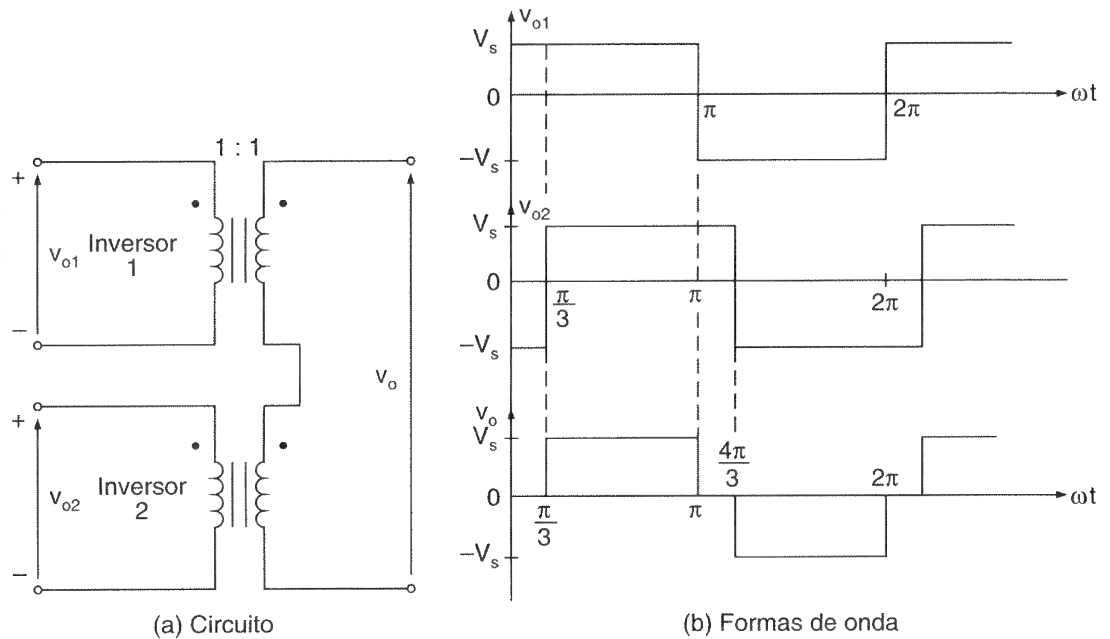 1 : 1
+
v_o1
Inversor
1
−
+
v_o2
Inversor
2
−
v_o
(a) Circuito
v_o1
V_s
0
π
2π
ωt
−V_s
v_o2
V_s
0
π/3
π
2π
−V_s
v_o
V_s
4π/3
2π
0
π/3
π
ωt
−V_s
(b) Formas de onda